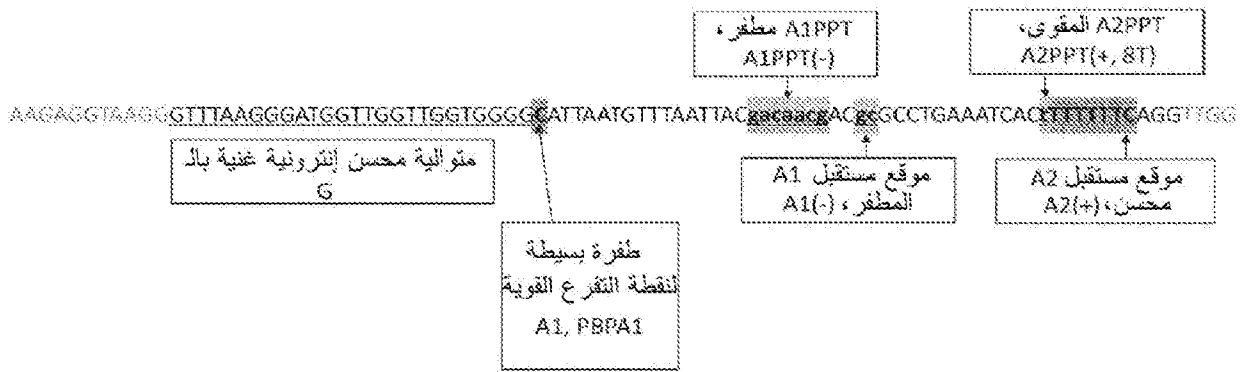 A1PPT مطفر،
A1PPT(-)
A2PPT المقوى،
A2PPT(+, 8T)
AAGAGGTAAGGGTTTAAGGGATGGTTGGTTGGTGGGGCATTAATGTTTAATTACgacaacgACgcGCCTGAAATCACtTTTTTTCAGGTTGG
متوالية محسن إنترونية غنية بالـ
G
موقع مستقبل A1
المطفر، A1(-)
موقع مستقبل A2
محسن، A2(+)
طفرة بسيطة
لنقطة التفرع القوية
A1, PBPA1